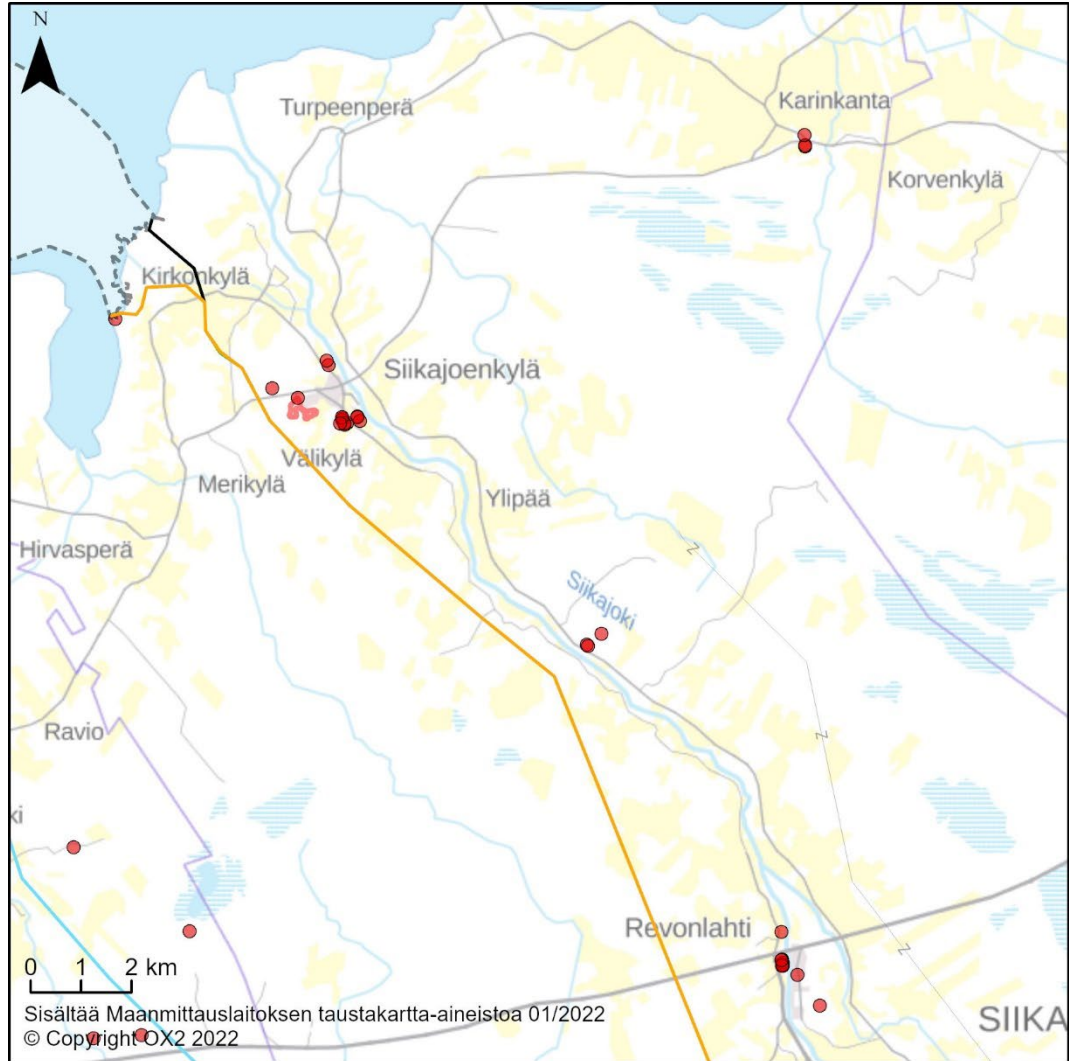 N
Turpeenperä
Karinkanta
Korvenkylä
Kirkonkylä
Siikajoenkylä
Välikylä
Merikylä
Ylipää
Hirvasperä
Siikajoki
Z
Ravio
Z
ki
Revonlahti
Z
0 1 2 km
Sisältää Maanmittauslaitoksen taustakartta-aineistoa 01/2022
SIIKA
© Copyright OX2 2022